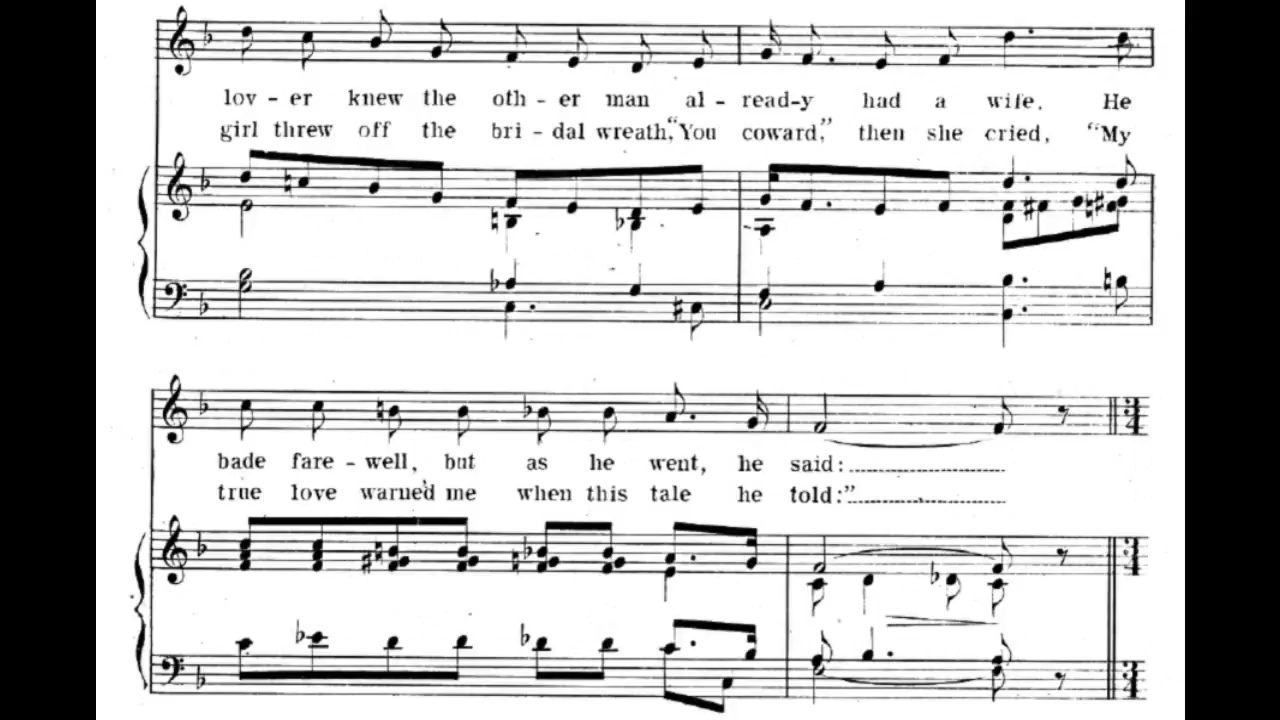 lov - er knew the oth - er man al - read-y had a wife. He
girl threw off the bri - dal wreath, "You coward," then she cried, "My
bade fare - well, but as he went, he said:
true love warned me when this tale he told:"